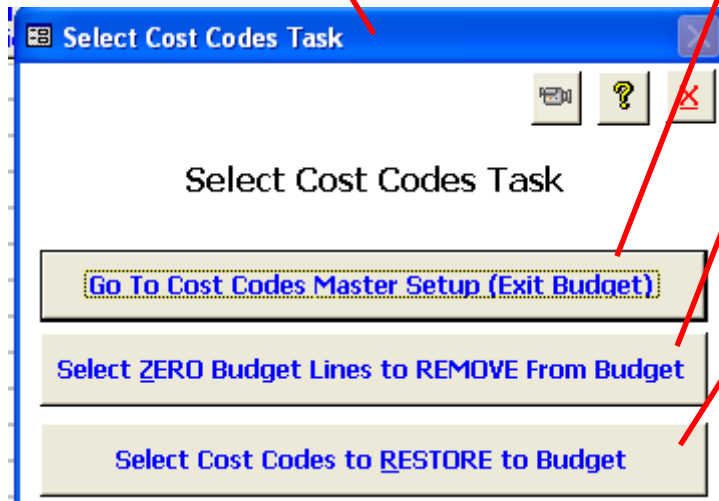 Select Cost Codes Task
?
X
Select Cost Codes Task
Go To Cost Codes Master Setup (Exit Budget)
Select ZERO Budget Lines to REMOVE From Budget
Select Cost Codes to RESTORE to Budget